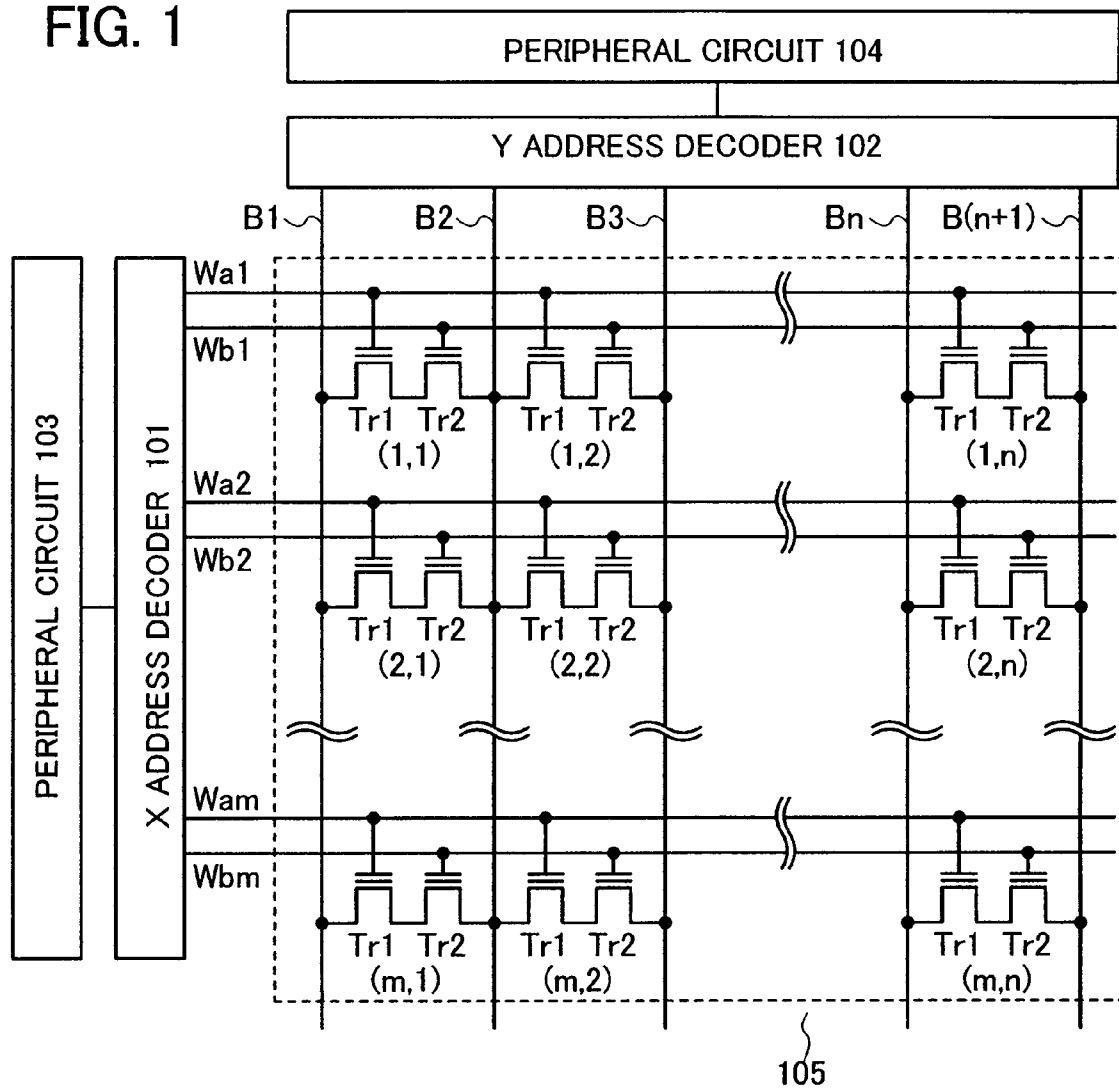 FIG. 1
PERIPHERAL CIRCUIT 104
Y ADDRESS DECODER 102
B1 B2 B3 Bn B(n+1)
PERIPHERAL CIRCUIT 103
X ADDRESS DECODER 101
Wa1
Wb1
Tr1 Tr2 Tr1 Tr2 Tr1 Tr2
(1,1) (1,2) (1,n)
Wa2
Wb2
Tr1 Tr2 Tr1 Tr2 Tr1 Tr2
(2,1) (2,2) (2,n)
Wam
Wbm
Tr1 Tr2 Tr1 Tr2 Tr1 Tr2
(m,1) (m,2) (m,n)
105